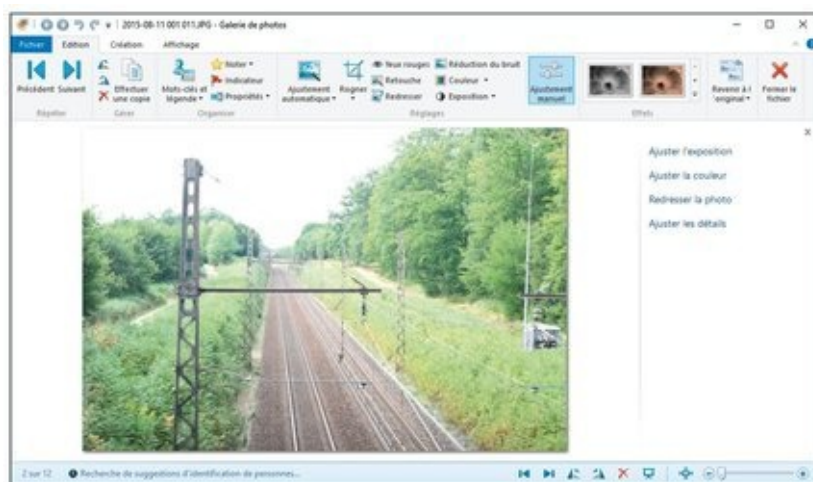 2015-08-11 001 011.JPG - Galerie de photos
Fichier Edition Création Affichage
Précédent Suivant
Répéter
Effectuer une copie
Gérer
Mots-clés et légende
Noter
Indicateur
Propriétés
Organiser
Ajustement automatique
Rogner
Yeux rouges
Retouche
Redresser
Réduction du bruit
Couleur
Exposition
Réglages
Ajustement manuel
Effets
Revenir à l'original
Fermer le fichier
Ajuster l'exposition
Ajuster la couleur
Redresser la photo
Ajuster les détails
2 sur 12 Recherche de suggestions d'identification de personnes...